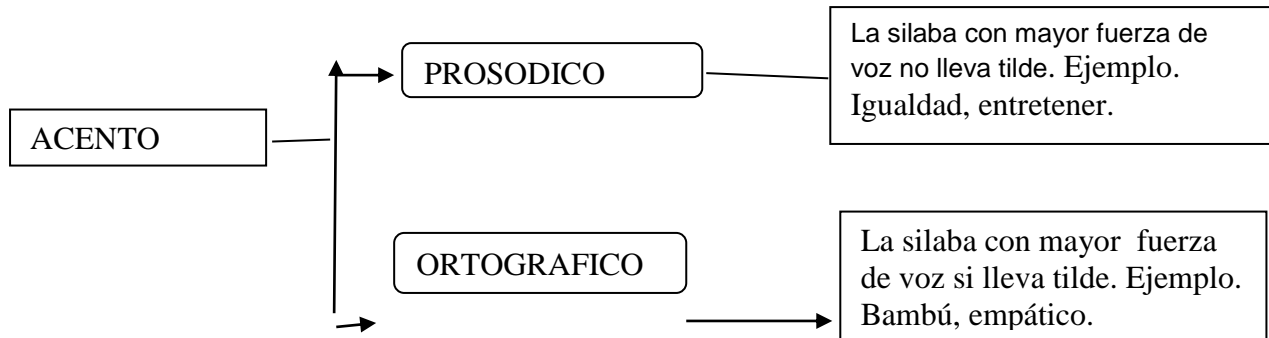 ACENTO
PROSODICO
La silaba con mayor fuerza de
voz no lleva tilde. Ejemplo.
Igualdad, entretener.
ORTOGRAFICO
La silaba con mayor fuerza
de voz si lleva tilde. Ejemplo.
Bambú, empático.